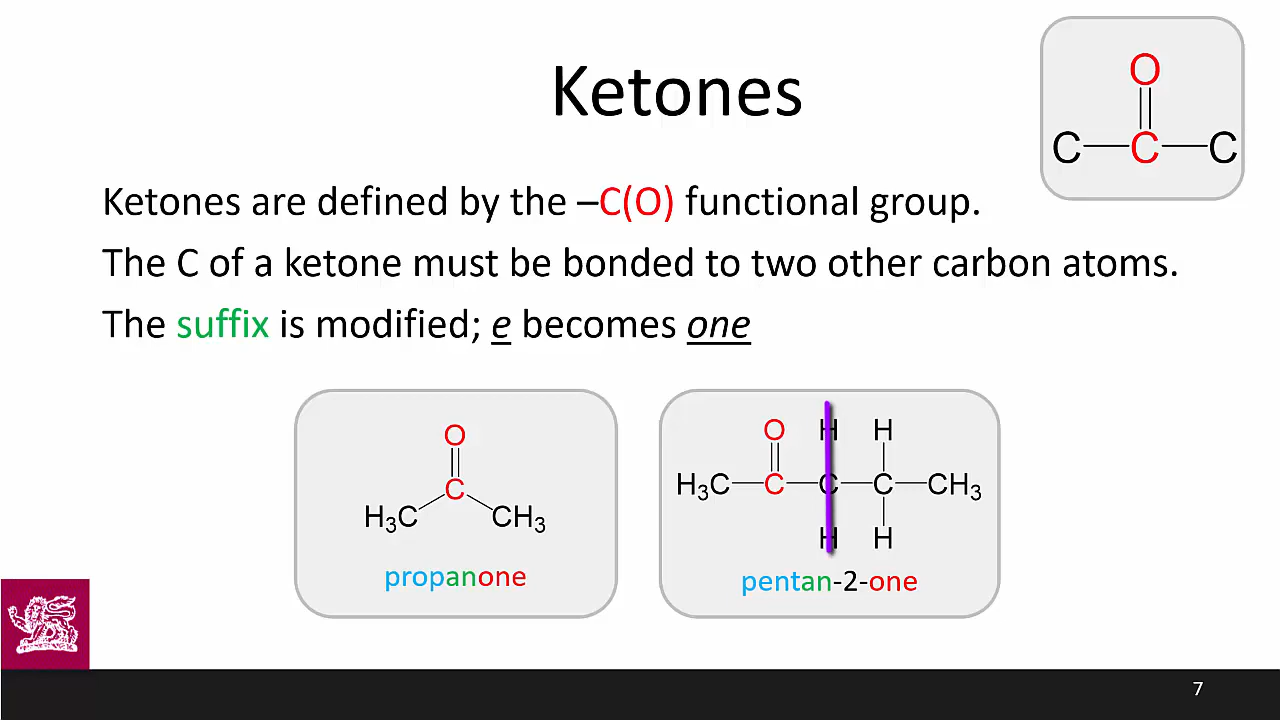 Ketones
O
C C C
Ketones are defined by the –C(O) functional group.
The C of a ketone must be bonded to two other carbon atoms.
The suffix is modified; e becomes one
O
C
H₃C CH₃
propanone
O H H
H₃C C C C CH₃
H H
pentan-2-one
7